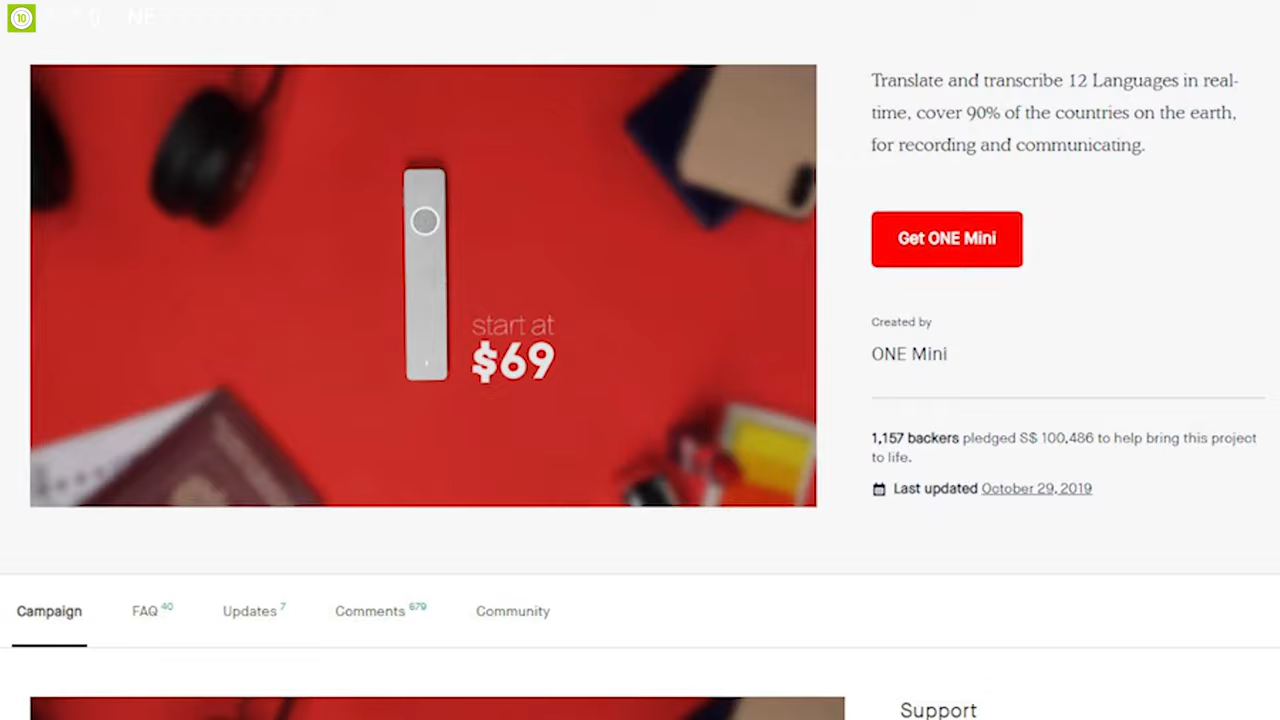 10
NE
Translate and transcribe 12 Languages in real-
time, cover 90% of the countries on the earth,
for recording and communicating.
start at
$69
Get ONE Mini
Created by
ONE Mini
1,157 backers pledged S$ 100,486 to help bring this project
to life.
Last updated October 29, 2019
Campaign
FAQ 40
Updates 7
Comments 679
Community
Support